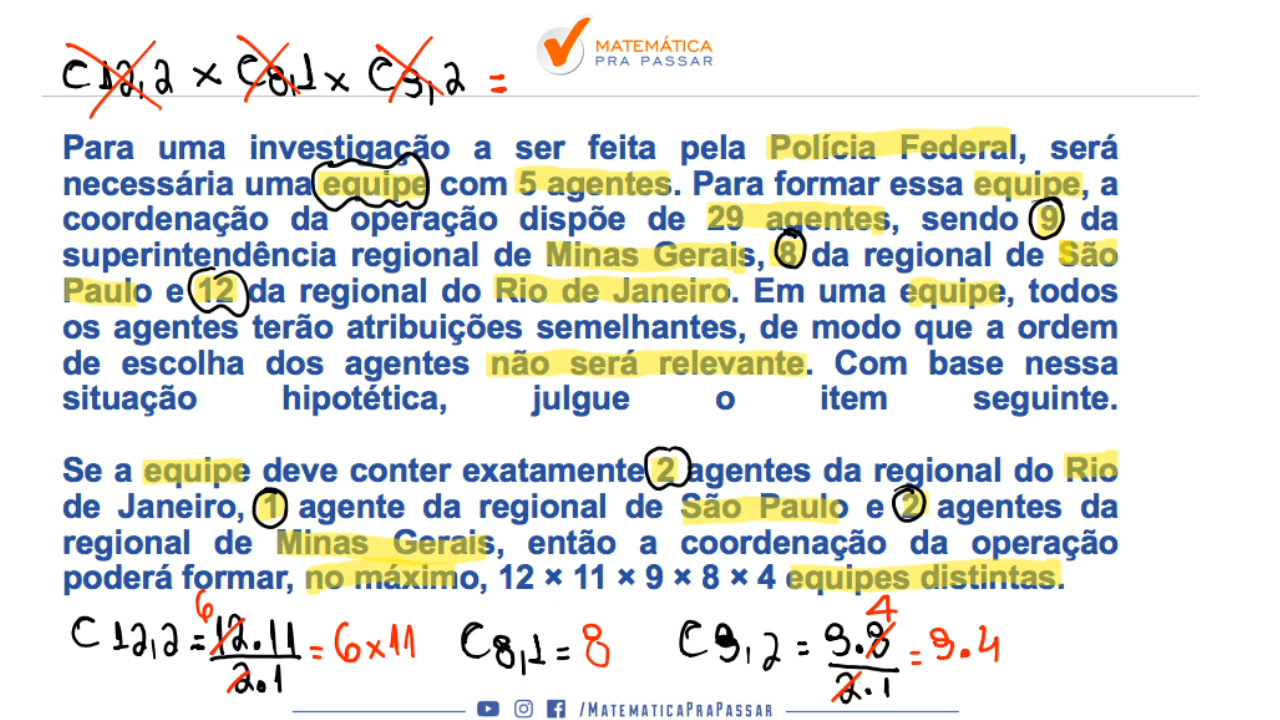 MATEMÁTICA
PRA PASSAR
C12,2 × C8,1 × C9,2 =
Para uma investigação a ser feita pela Polícia Federal, será
necessária uma equipe com 5 agentes. Para formar essa equipe, a
coordenação da operação dispõe de 29 agentes, sendo 9 da
superintendência regional de Minas Gerais, 8 da regional de São
Paulo e 12 da regional do Rio de Janeiro. Em uma equipe, todos
os agentes terão atribuições semelhantes, de modo que a ordem
de escolha dos agentes não será relevante. Com base nessa
situação hipotética, julgue o item seguinte.
Se a equipe deve conter exatamente 2 agentes da regional do Rio
de Janeiro, 1 agente da regional de São Paulo e 2 agentes da
regional de Minas Gerais, então a coordenação da operação
poderá formar, no máximo, 12 × 11 × 9 × 8 × 4 equipes distintas.
6 4
C12,2 = 12.11 = 6×11 C8,1 = 8 C9,2 = 9.8 = 9.4
2.1 2.1
/MATEMATICAPRAPASSAR